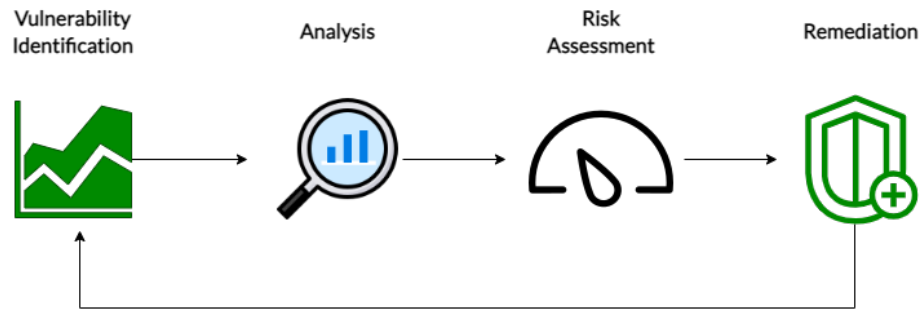 Vulnerability
Identification
Analysis
Risk
Assessment
Remediation